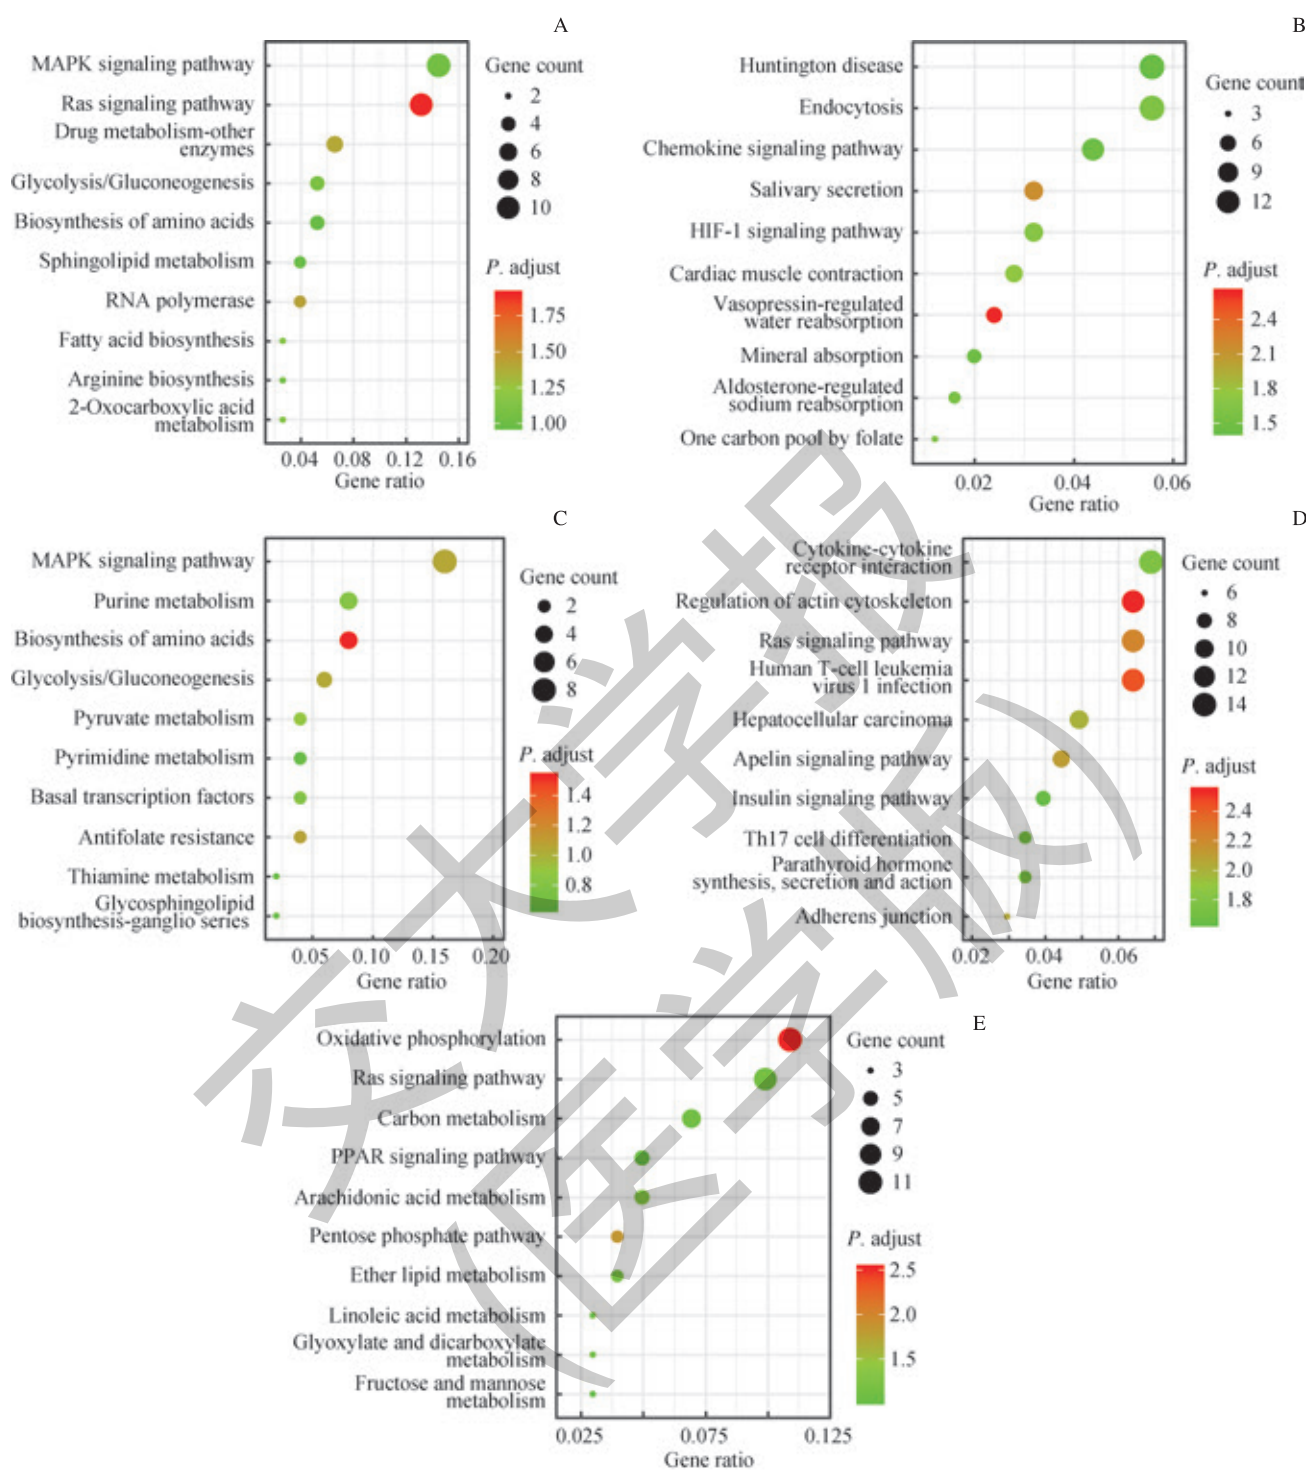 A
MAPK signaling pathway
Ras signaling pathway
Drug metabolism-other
enzymes
Glycolysis/Gluconeogenesis
Biosynthesis of amino acids
Sphingolipid metabolism
RNA polymerase
Fatty acid biosynthesis
Arginine biosynthesis
2-Oxocarboxylic acid
metabolism
0.04 0.08 0.12 0.16
Gene ratio
Gene count
2
4
6
8
10
P. adjust
1.75
1.50
1.25
1.00
B
Huntington disease
Endocytosis
Chemokine signaling pathway
Salivary secretion
HIF-1 signaling pathway
Cardiac muscle contraction
Vasopressin-regulated
water reabsorption
Mineral absorption
Aldosterone-regulated
sodium reabsorption
One carbon pool by folate
0.02 0.04 0.06
Gene ratio
Gene count
3
6
9
12
P. adjust
2.4
2.1
1.8
1.5
C
MAPK signaling pathway
Purine metabolism
Biosynthesis of amino acids
Glycolysis/Gluconeogenesis
Pyruvate metabolism
Pyrimidine metabolism
Basal transcription factors
Antifolate resistance
Thiamine metabolism
Glycosphingolipid
biosynthesis-ganglio series
0.05 0.10 0.15 0.20
Gene ratio
Gene count
2
4
6
8
P. adjust
1.4
1.2
1.0
0.8
D
Cytokine-cytokine
receptor interaction
Regulation of actin cytoskeleton
Ras signaling pathway
Human T-cell leukemia
virus 1 infection
Hepatocellular carcinoma
Apelin signaling pathway
Insulin signaling pathway
Th17 cell differentiation
Parathyroid hormone
synthesis, secretion and action
Adherens junction
0.02 0.04 0.06
Gene ratio
Gene count
6
8
10
12
14
P. adjust
2.4
2.2
2.0
1.8
E
Oxidative phosphorylation
Ras signaling pathway
Carbon metabolism
PPAR signaling pathway
Arachidonic acid metabolism
Pentose phosphate pathway
Ether lipid metabolism
Linoleic acid metabolism
Glyoxylate and dicarboxylate
metabolism
Fructose and mannose
metabolism
0.025 0.075 0.125
Gene ratio
Gene count
3
5
7
9
11
P. adjust
2.5
2.0
1.5
交大学报
(医学版)